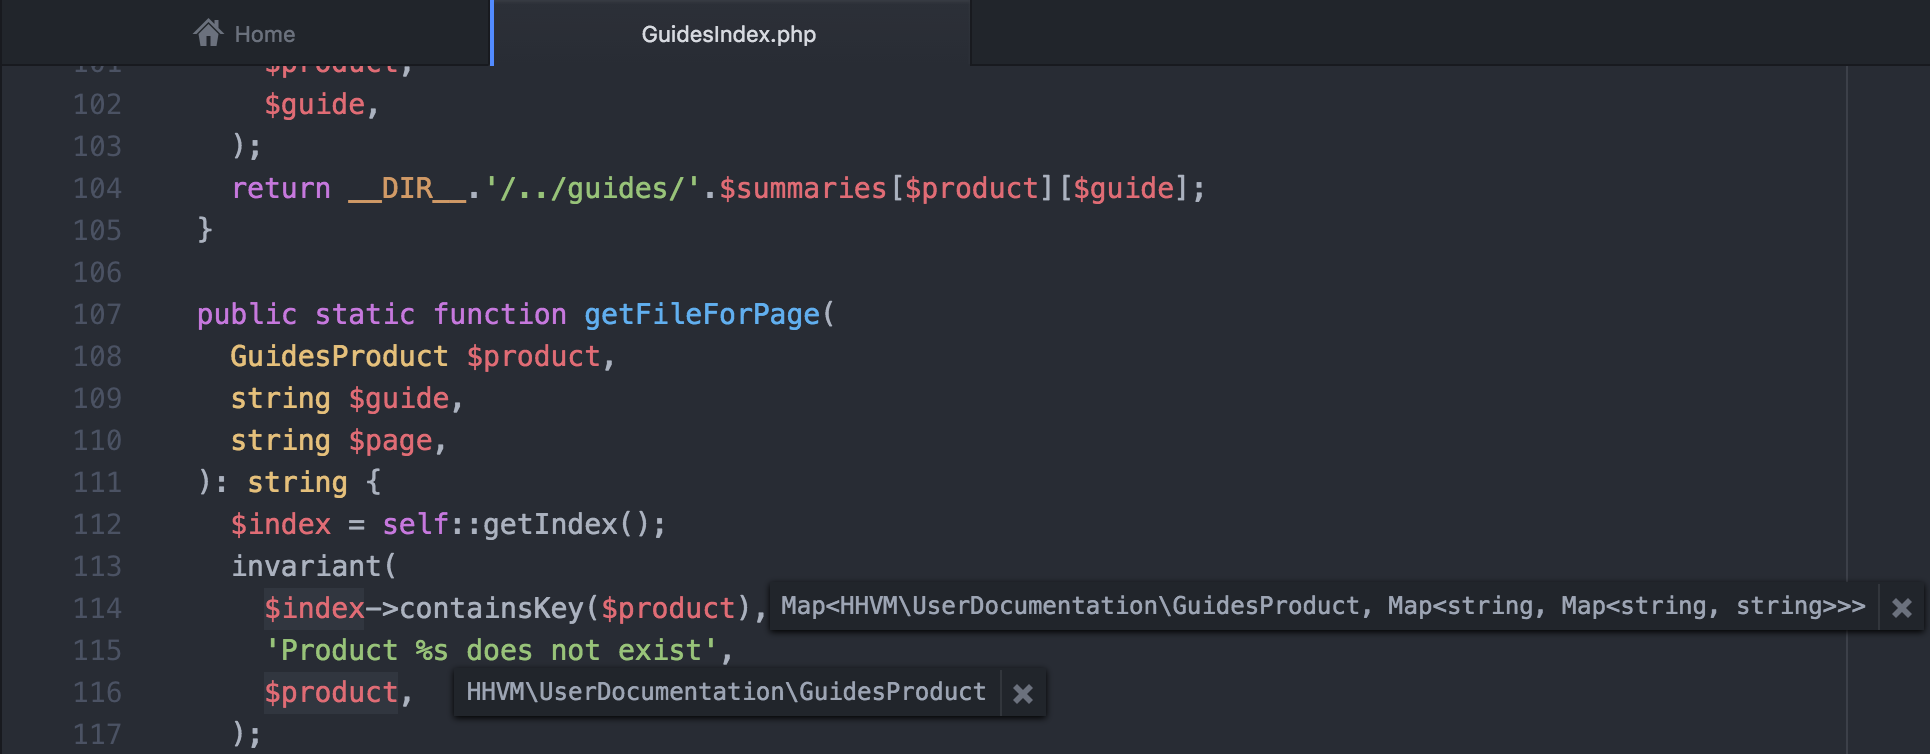 Home
GuidesIndex.php
101 $product,
102 $guide,
103 );
104 return __DIR__.'/../guides/'.$summaries[$product][$guide];
105 }
106
107 public static function getFileForPage(
108 GuidesProduct $product,
109 string $guide,
110 string $page,
111 ): string {
112 $index = self::getIndex();
113 invariant(
114 $index->containsKey($product), Map<HHVM\UserDocumentation\GuidesProduct, Map<string, Map<string, string>>>
115 'Product %s does not exist',
116 $product, HHVM\UserDocumentation\GuidesProduct
117 );